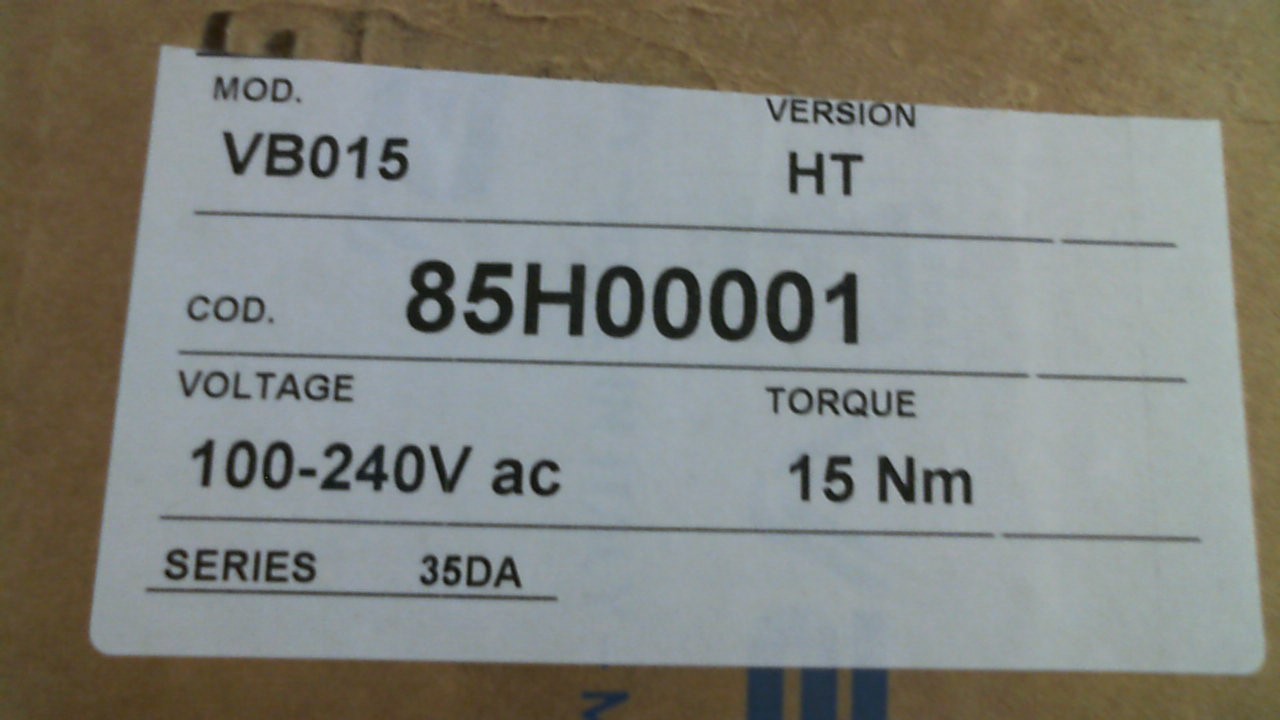 MOD. VERSION
VB015 HT
COD. 85H00001
VOLTAGE TORQUE
100-240V ac 15 Nm
SERIES 35DA
M